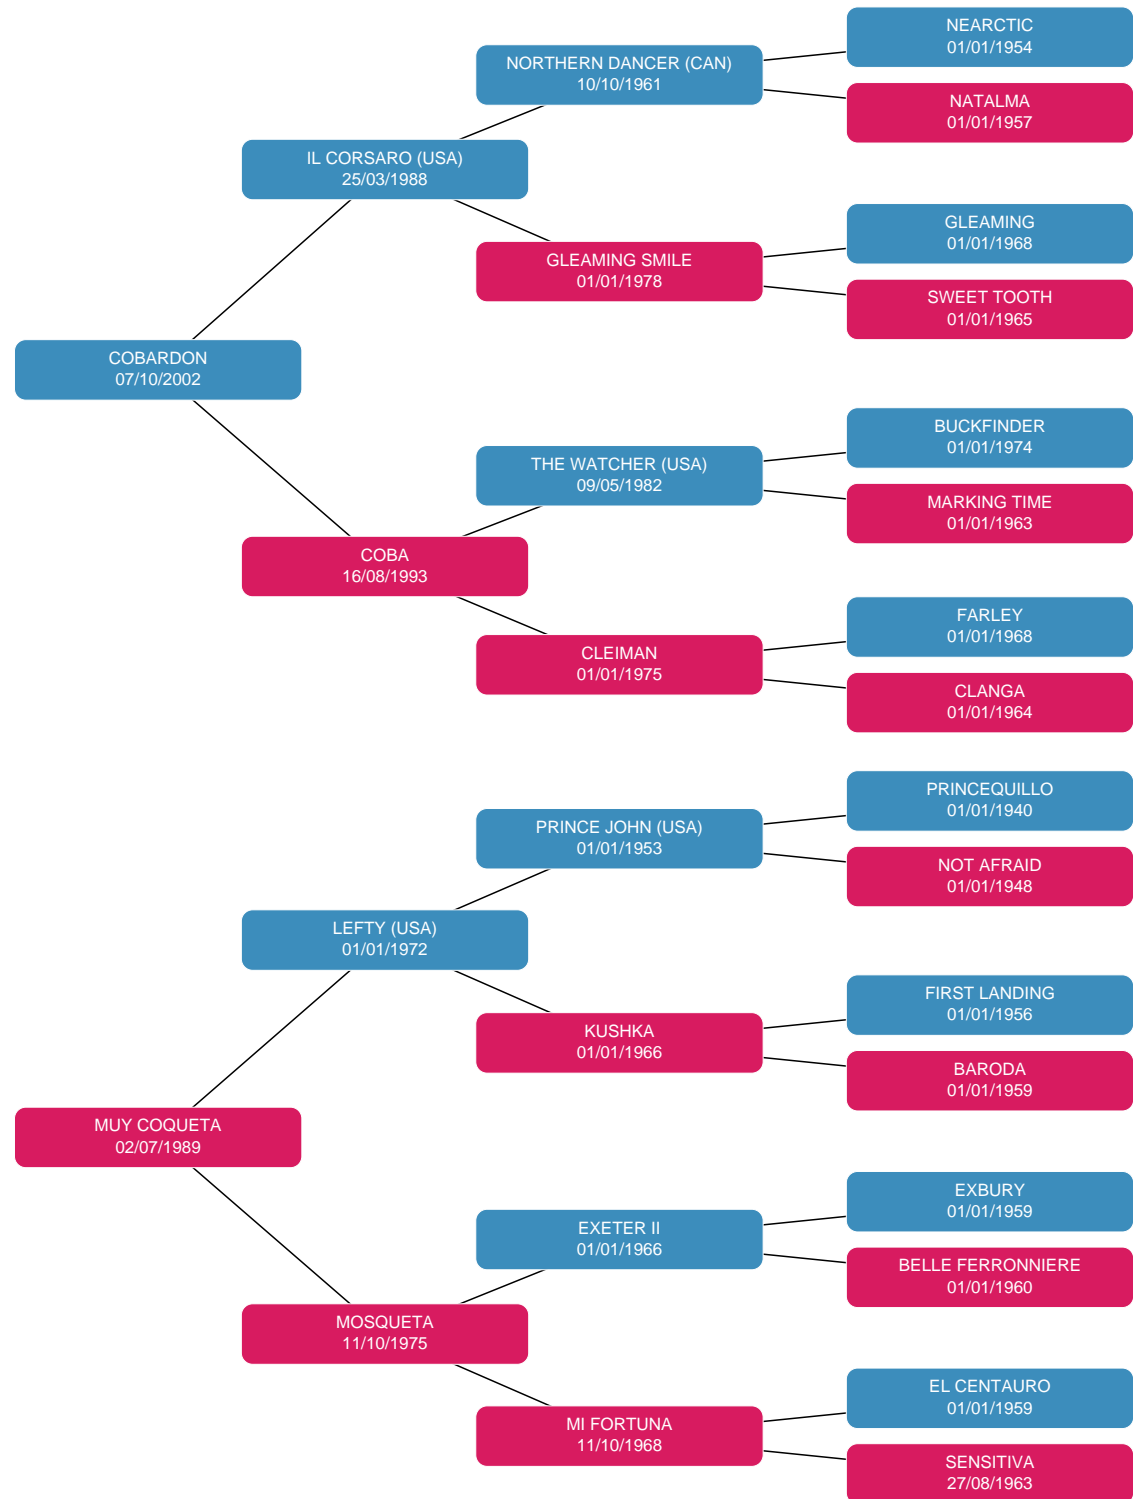 NEARCTIC
01/01/1954
NORTHERN DANCER (CAN)
10/10/1961
NATALMA
01/01/1957
IL CORSARO (USA)
25/03/1988
GLEAMING
01/01/1968
GLEAMING SMILE
01/01/1978
SWEET TOOTH
01/01/1965
COBARDON
07/10/2002
BUCKFINDER
01/01/1974
THE WATCHER (USA)
09/05/1982
MARKING TIME
01/01/1963
COBA
16/08/1993
FARLEY
01/01/1968
CLEIMAN
01/01/1975
CLANGA
01/01/1964
PRINCEQUILLO
01/01/1940
PRINCE JOHN (USA)
01/01/1953
NOT AFRAID
01/01/1948
LEFTY (USA)
01/01/1972
FIRST LANDING
01/01/1956
KUSHKA
01/01/1966
BARODA
01/01/1959
MUY COQUETA
02/07/1989
EXBURY
01/01/1959
EXETER II
01/01/1966
BELLE FERRONNIERE
01/01/1960
MOSQUETA
11/10/1975
EL CENTAURO
01/01/1959
MI FORTUNA
11/10/1968
SENSITIVA
27/08/1963